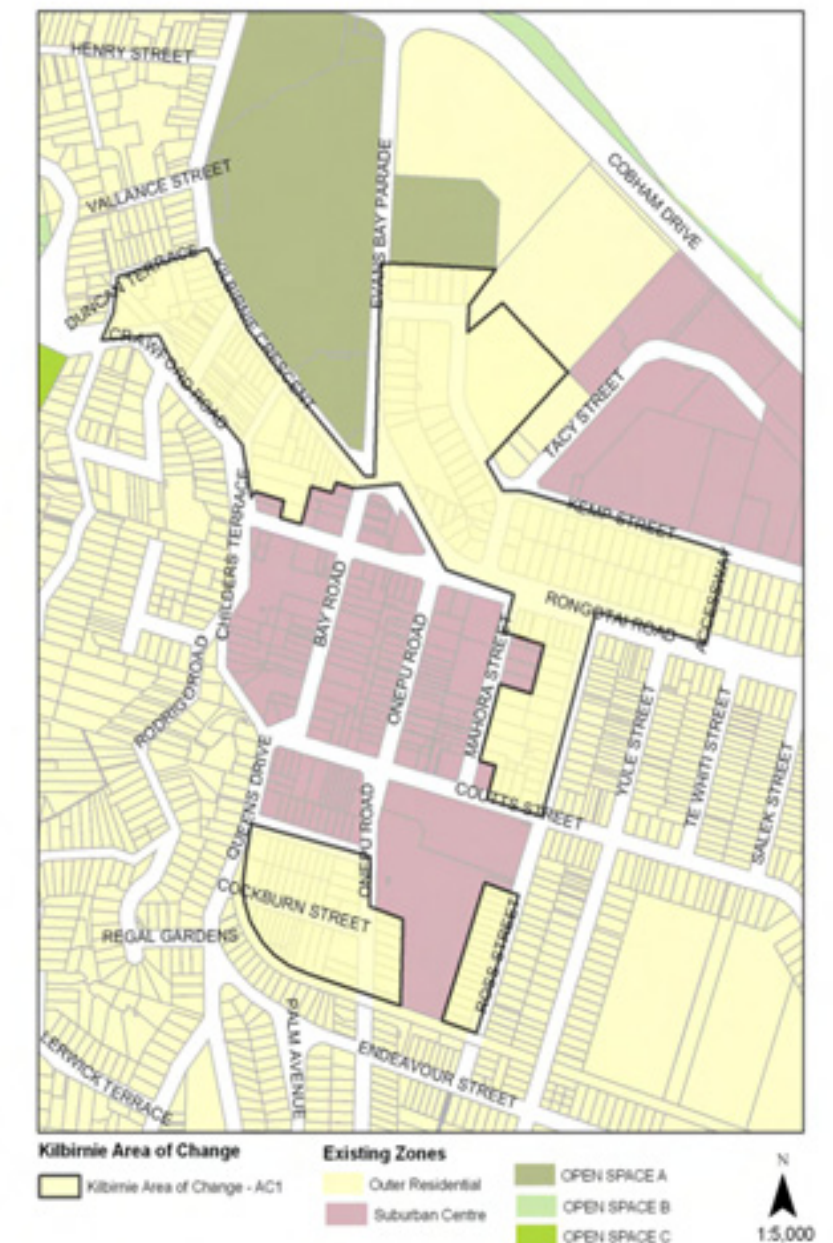 HENRY STREET
VALLANCE STREET
EVANS BAY PARADE
COBHAM DRIVE
DUNCAN TERRACE
KILBIRNIE CRESCENT
CRAWFORD ROAD
TACY STREET
KEMP STREET
CHILDERS TERRACE
BAY ROAD
RONGOTAI ROAD
ACCESSWAY
ONEPU ROAD
MAHORA STREET
RODRIGO ROAD
YULE STREET
TE WHITI STREET
SALEK STREET
QUEENS DRIVE
COUTTS STREET
ONEPU ROAD
COCKBURN STREET
ROSS STREET
REGAL GARDENS
PALM AVENUE
ENDEAVOUR STREET
LERWICK TERRACE
Kilbirnie Area of Change
Kilbirnie Area of Change - AC1
Existing Zones
Outer Residential
Suburban Centre
OPEN SPACE A
OPEN SPACE B
OPEN SPACE C
N
1:5,000